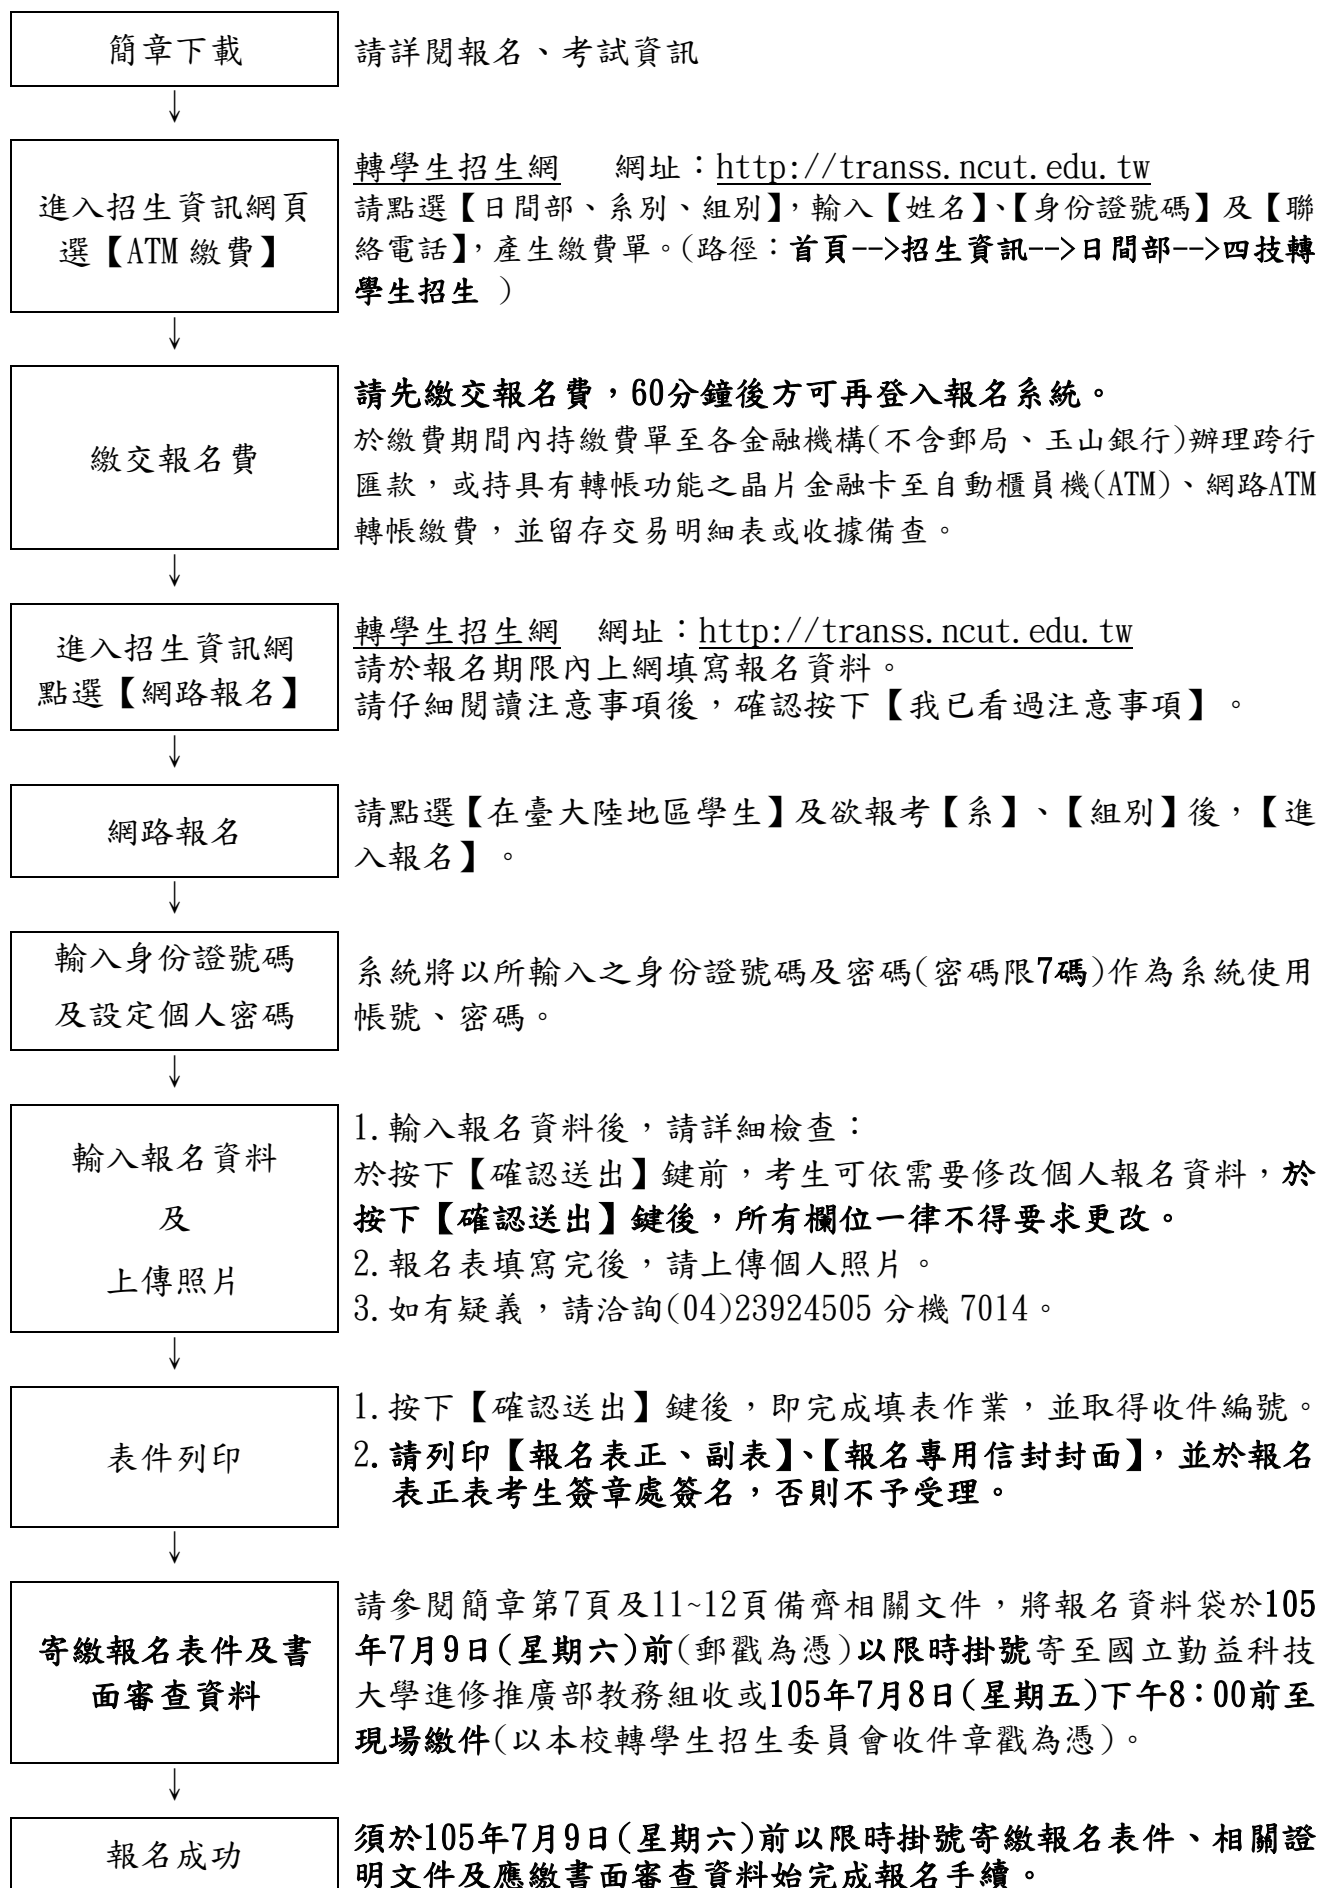 簡章下載
請詳閱報名、考試資訊
↓
進入招生資訊網頁
選【ATM 繳費】
轉學生招生網 網址：http://transs.ncut.edu.tw
請點選【日間部、系別、組別】，輸入【姓名】、【身份證號碼】及【聯
絡電話】，產生繳費單。(路徑：首頁-->招生資訊-->日間部-->四技轉
學生招生 )
↓
繳交報名費
請先繳交報名費，60分鐘後方可再登入報名系統。
於繳費期間內持繳費單至各金融機構(不含郵局、玉山銀行)辦理跨行
匯款，或持具有轉帳功能之晶片金融卡至自動櫃員機(ATM)、網路ATM
轉帳繳費，並留存交易明細表或收據備查。
↓
進入招生資訊網
點選【網路報名】
轉學生招生網 網址：http://transs.ncut.edu.tw
請於報名期限內上網填寫報名資料。
請仔細閱讀注意事項後，確認按下【我已看過注意事項】。
↓
網路報名
請點選【在臺大陸地區學生】及欲報考【系】、【組別】後，【進
入報名】。
↓
輸入身份證號碼
及設定個人密碼
系統將以所輸入之身份證號碼及密碼(密碼限7碼)作為系統使用
帳號、密碼。
↓
輸入報名資料
及
上傳照片
1.輸入報名資料後，請詳細檢查：
於按下【確認送出】鍵前，考生可依需要修改個人報名資料，於
按下【確認送出】鍵後，所有欄位一律不得要求更改。
2.報名表填寫完後，請上傳個人照片。
3.如有疑義，請洽詢(04)23924505 分機 7014。
↓
表件列印
1.按下【確認送出】鍵後，即完成填表作業，並取得收件編號。
2.請列印【報名表正、副表】、【報名專用信封封面】，並於報名
表正表考生簽章處簽名，否則不予受理。
↓
寄繳報名表件及書
面審查資料
請參閱簡章第7頁及11~12頁備齊相關文件，將報名資料袋於105
年7月9日(星期六)前(郵戳為憑)以限時掛號寄至國立勤益科技
大學進修推廣部教務組收或105年7月8日(星期五)下午8：00前至
現場繳件(以本校轉學生招生委員會收件章戳為憑)。
↓
報名成功
須於105年7月9日(星期六)前以限時掛號寄繳報名表件、相關證
明文件及應繳書面審查資料始完成報名手續。